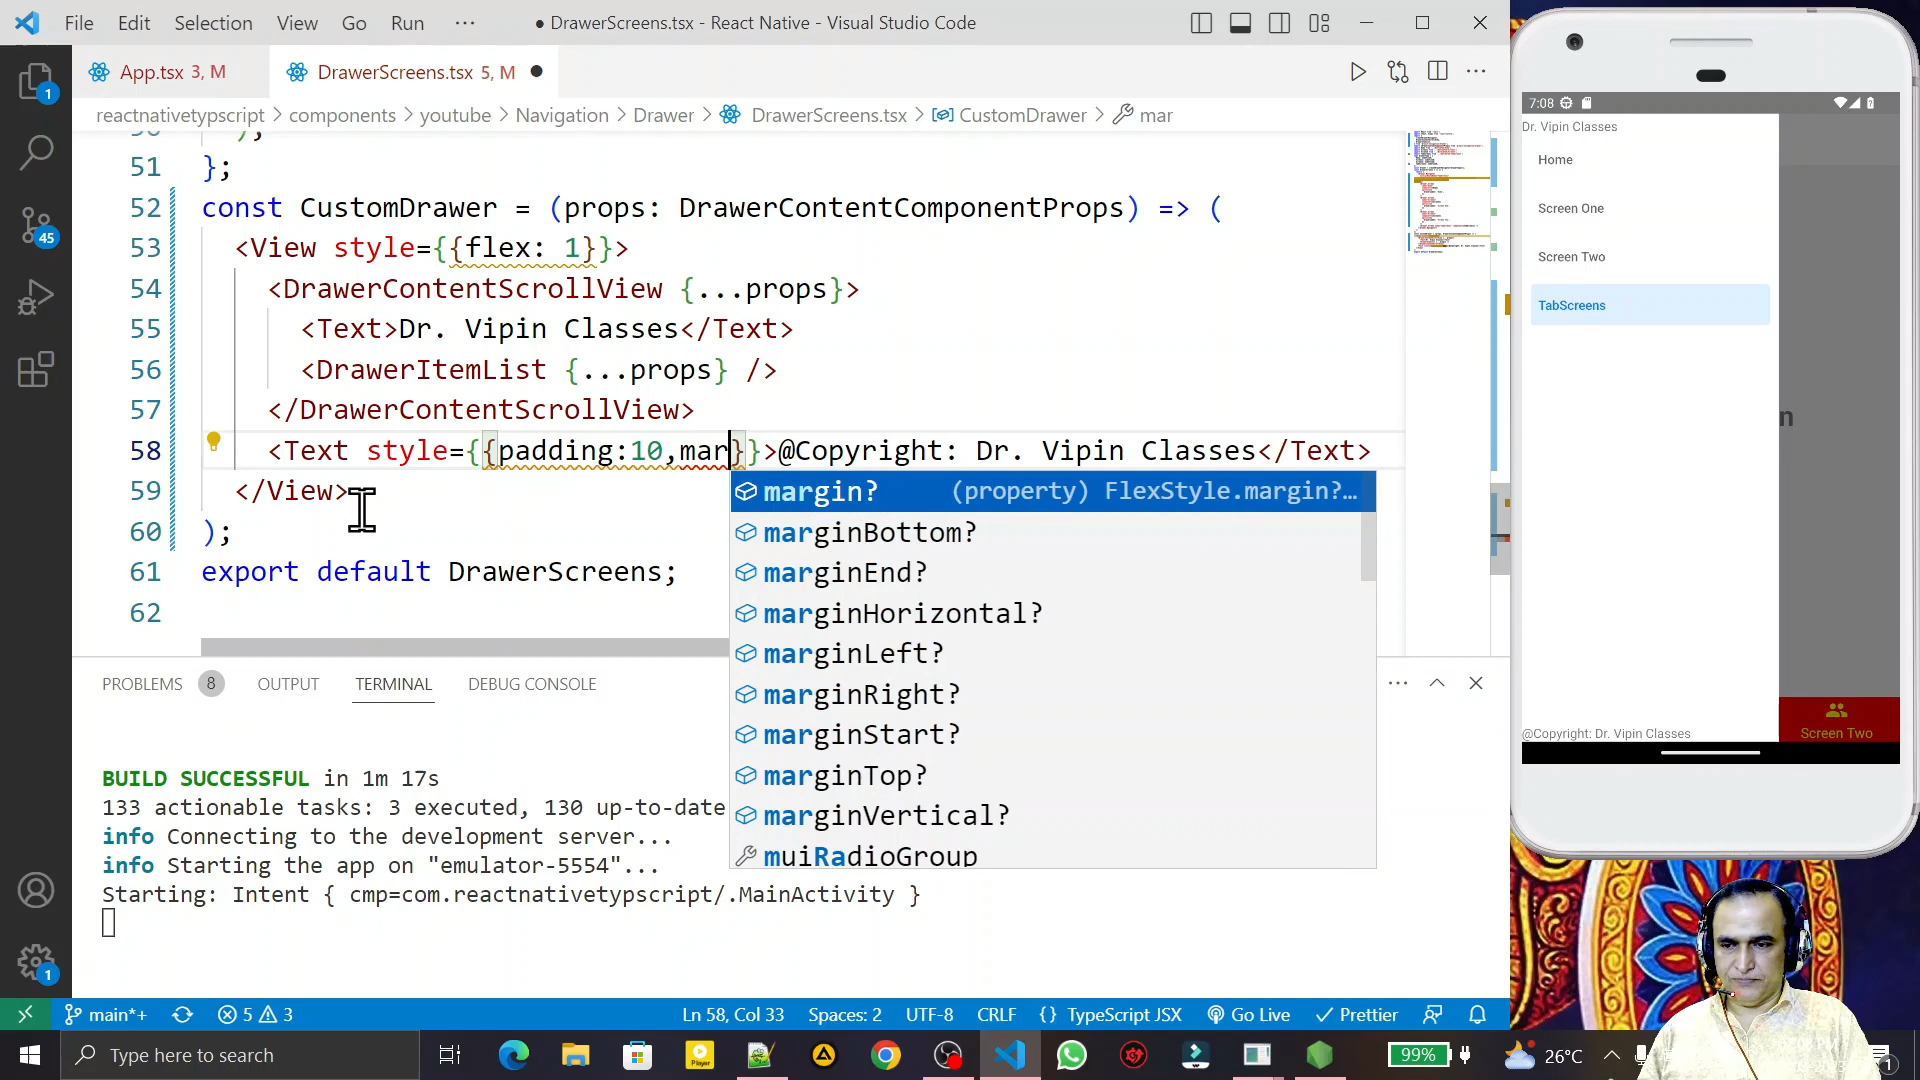 File Edit Selection View Go Run ··· ● DrawerScreens.tsx - React Native - Visual Studio Code
App.tsx 3, M DrawerScreens.tsx 5, M ●
reactnativetypscript > components > youtube > Navigation > Drawer > DrawerScreens.tsx > CustomDrawer > mar
51 };
52 const CustomDrawer = (props: DrawerContentComponentProps) => (
53 <View style={{flex: 1}}>
54 <DrawerContentScrollView {...props}>
55 <Text>Dr. Vipin Classes</Text>
56 <DrawerItemList {...props} />
57 </DrawerContentScrollView>
58 <Text style={{padding:10,mar}}>@Copyright: Dr. Vipin Classes</Text>
59 </View>
60 );
61 export default DrawerScreens;
62
margin? (property) FlexStyle.margin?…
marginBottom?
marginEnd?
marginHorizontal?
marginLeft?
marginRight?
marginStart?
marginTop?
marginVertical?
muiRadioGroup
PROBLEMS 8 OUTPUT TERMINAL DEBUG CONSOLE
BUILD SUCCESSFUL in 1m 17s
133 actionable tasks: 3 executed, 130 up-to-date
info Connecting to the development server...
info Starting the app on "emulator-5554"...
Starting: Intent { cmp=com.reactnativetypscript/.MainActivity }
1
45
1
main*+ 5 3 Ln 58, Col 33 Spaces: 2 UTF-8 CRLF {} TypeScript JSX Go Live Prettier
Type here to search
Player
99% 26°C
1
7:08
Dr. Vipin Classes
Home
Screen One
Screen Two
TabScreens
n
@Copyright: Dr. Vipin Classes
Screen Two